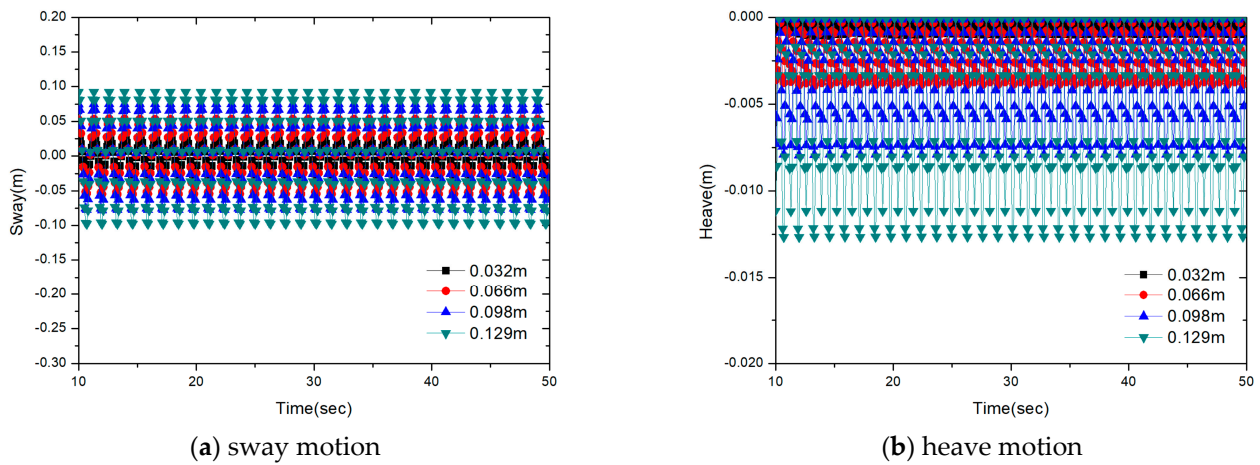 0.20
0.15
0.10
0.05
0.00
-0.05
-0.10
-0.15
-0.20
-0.25
-0.30
Sway(m)
10 20 30 40 50
Time(sec)
0.032m
0.066m
0.098m
0.129m
(a) sway motion
0.000
-0.005
-0.010
-0.015
-0.020
Heave(m)
10 20 30 40 50
Time(sec)
0.032m
0.066m
0.098m
0.129m
(b) heave motion